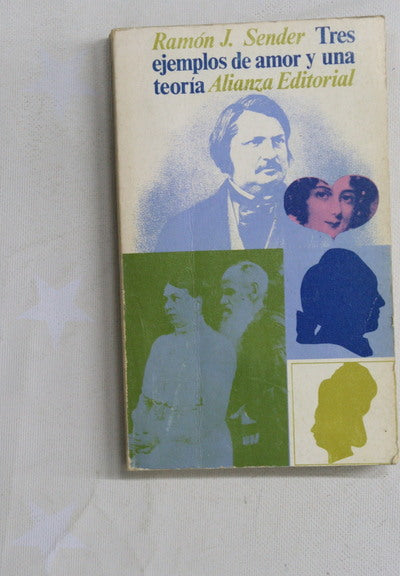 Ramón J. Sender Tres
ejemplos de amor y una
teoría Alianza Editorial